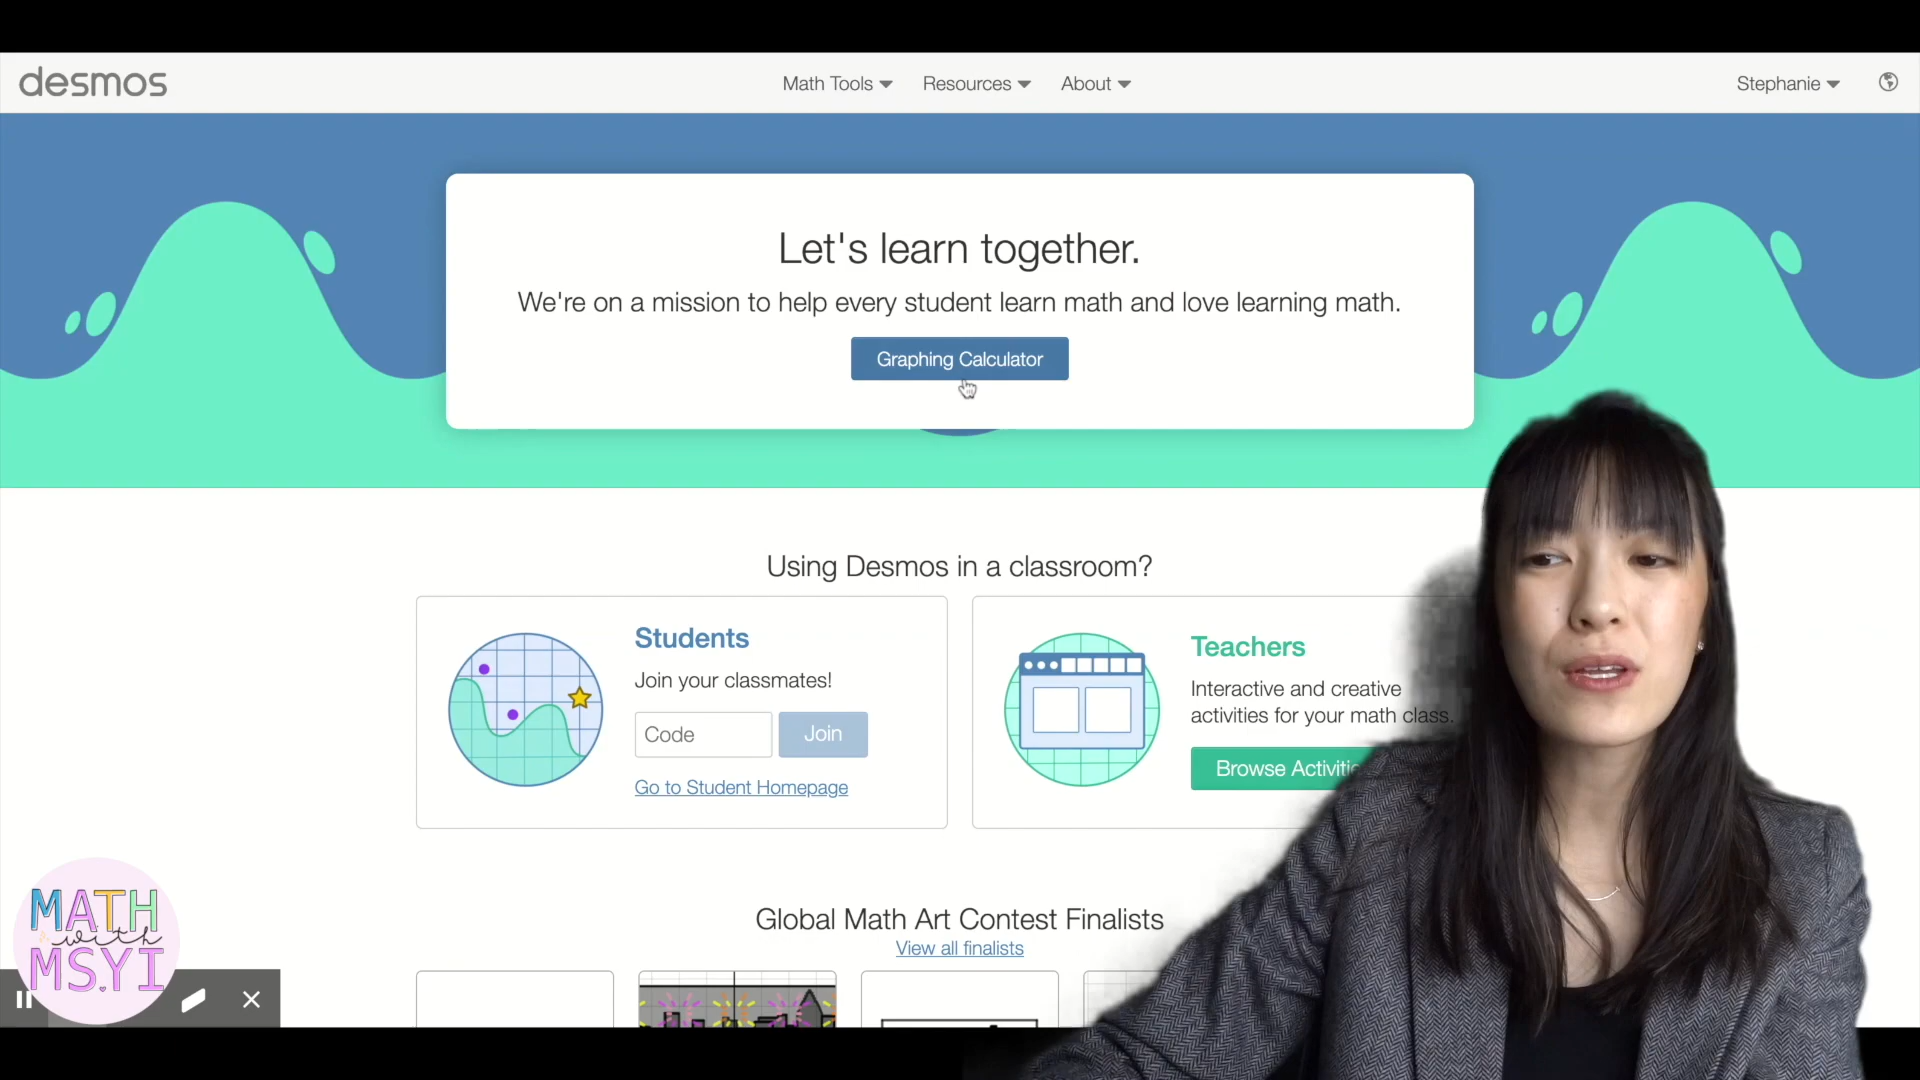 desmos
Math Tools
Resources
About
Stephanie
Let's learn together.
We're on a mission to help every student learn math and love learning math.
Graphing Calculator
Using Desmos in a classroom?
Students
Join your classmates!
Code
Join
Go to Student Homepage
Teachers
Interactive and creative
activities for your math class.
Browse Activitie
Global Math Art Contest Finalists
View all finalists
MATH
with
MS.YI